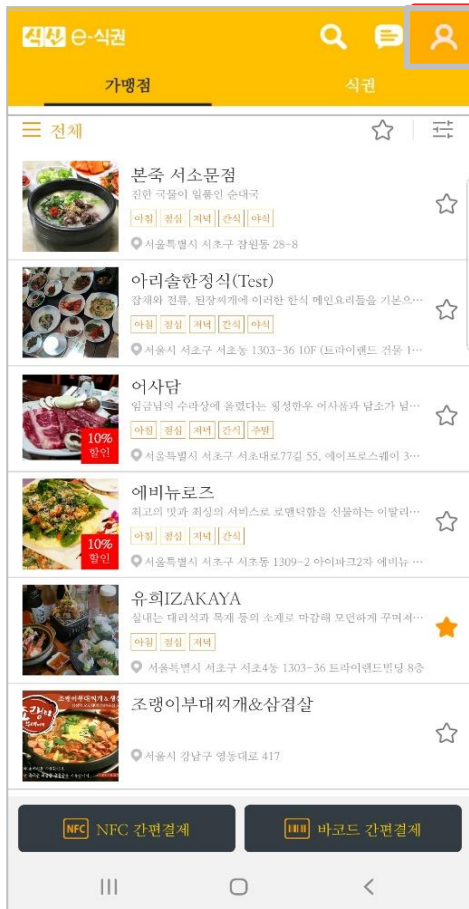 식신 e-식권
가맹점 식권
전체
본죽 서소문점
진한 국물이 일품인 순대국
아침 점심 저녁 간식 야식
서울특별시 서초구 잠원동 28-8
아리솔한정식(Test)
잡채와 전류, 된장찌개에 이러한 한식 메인요리들을 기본으…
아침 점심 저녁 간식 야식
서울시 서초구 서초동 1303-36 10F (트라이랜드 건물 1…
어사담
임금님의 수라상에 올렸다는 횡성한우 어사품과 담소가 넘…
아침 점심 저녁 간식 주말
10%
할인
서울특별시 서초구 서초대로77길 55, 에이프로스퀘어 3…
에비뉴로즈
최고의 맛과 최상의 서비스로 로맨틱함을 선물하는 이탈리…
아침 점심 저녁 간식
10%
할인
서울특별시 서초구 서초동 1309-2 아이파크2차 에비뉴 …
유희IZAKAYA
실내는 대리석과 목재 등의 소재로 마감해 모던하게 꾸며져…
아침 점심 저녁
서울특별시 서초구 서초4동 1303-36 트라이랜드빌딩 8층
조랭이부대찌개&삼겹살
서울시 강남구 영동대로 417
NFC NFC 간편결제 바코드 간편결제